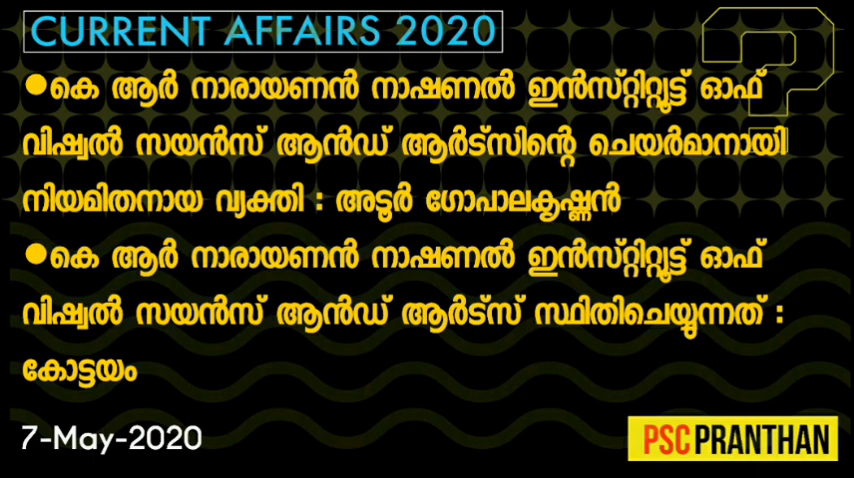 CURRENT AFFAIRS 2020
●കെ ആർ നാരായണൻ നാഷണൽ ഇൻസ്റ്റിറ്റ്യൂട്ട് ഓഫ്
വിഷ്വൽ സയൻസ് ആൻഡ് ആർട്സിന്റെ ചെയർമാനായി
നിയമിതനായ വ്യക്തി : അടൂർ ഗോപാലകൃഷ്ണൻ
●കെ ആർ നാരായണൻ നാഷണൽ ഇൻസ്റ്റിറ്റ്യൂട്ട് ഓഫ്
വിഷ്വൽ സയൻസ് ആൻഡ് ആർട്സ് സ്ഥിതിചെയ്യുന്നത് :
കോട്ടയം
7-May-2020
PSC PRANTHAN